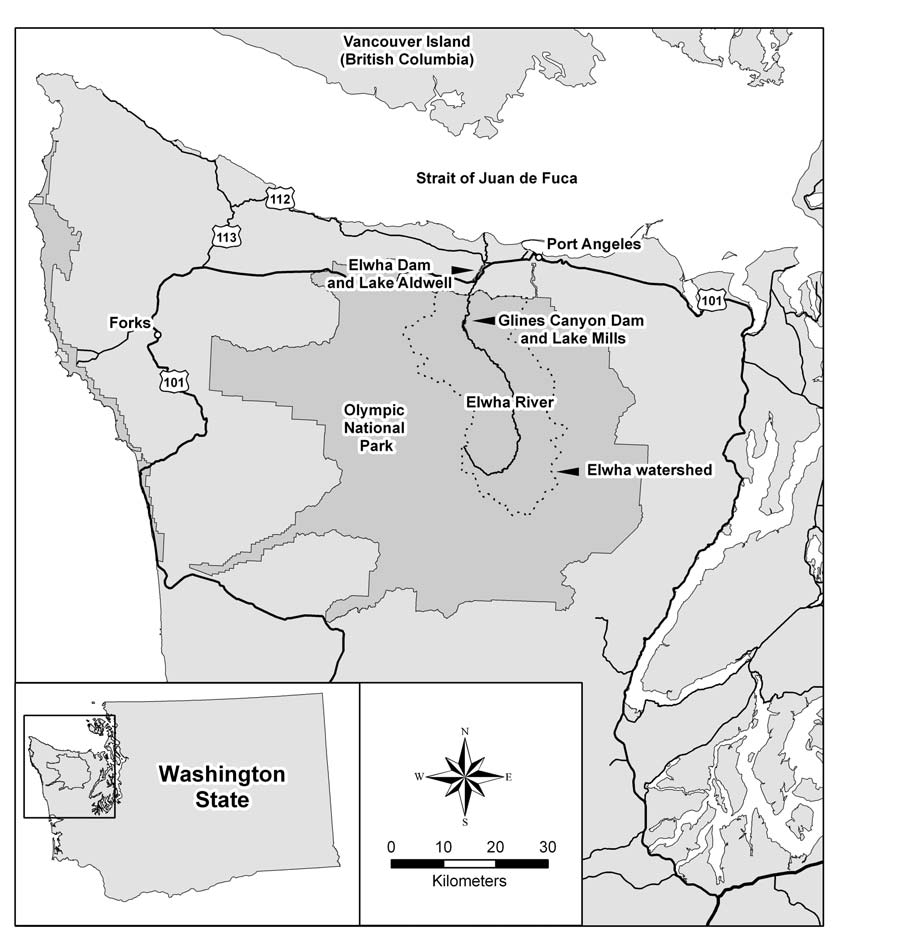 Vancouver Island
(British Columbia)
Strait of Juan de Fuca
112
113
Port Angeles
Elwha Dam
and Lake Aldwell
101
Glines Canyon Dam
and Lake Mills
Forks
101
Elwha River
Olympic
National
Park
Elwha watershed
Washington
State
N
W
E
S
0 10 20 30
Kilometers